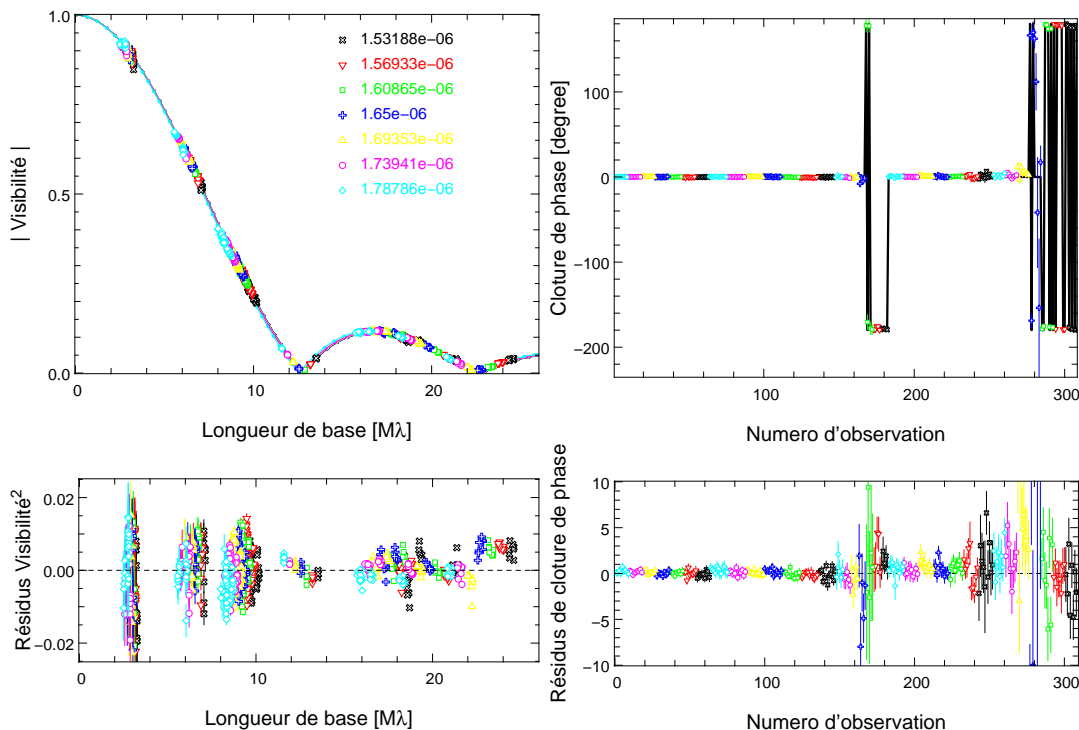 1.0
0.5
0.0
0
10
20
| Visibilité |
Longueur de base [Mλ]
1.53188e−06
1.56933e−06
1.60865e−06
1.65e−06
1.69353e−06
1.73941e−06
1.78786e−06
100
0
−100
−200
0
100
200
300
Cloture de phase [degree]
Numero d'observation
0.02
0.00
−0.02
0
10
20
Résidus Visibilité²
Longueur de base [Mλ]
10
5
0
−5
−10
0
100
200
300
Résidus de cloture de phase
Numero d'observation